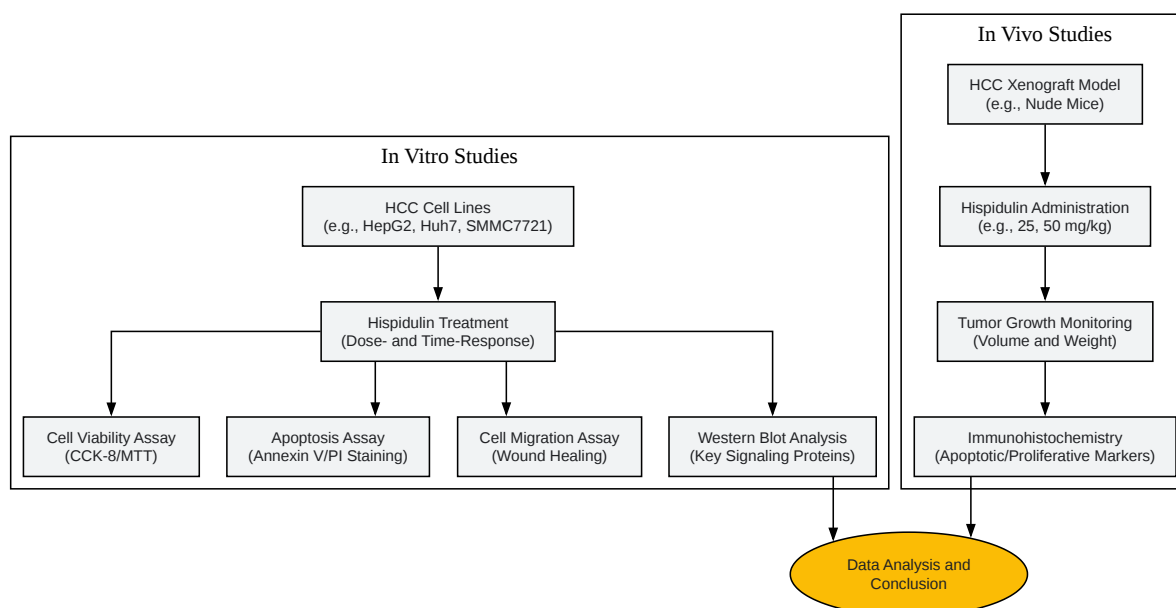 In Vitro Studies
HCC Cell Lines
(e.g., HepG2, Huh7, SMMC7721)
Hispidulin Treatment
(Dose- and Time-Response)
Cell Viability Assay
(CCK-8/MTT)
Apoptosis Assay
(Annexin V/PI Staining)
Cell Migration Assay
(Wound Healing)
Western Blot Analysis
(Key Signaling Proteins)
In Vivo Studies
HCC Xenograft Model
(e.g., Nude Mice)
Hispidulin Administration
(e.g., 25, 50 mg/kg)
Tumor Growth Monitoring
(Volume and Weight)
Immunohistochemistry
(Apoptotic/Proliferative Markers)
Data Analysis and
Conclusion